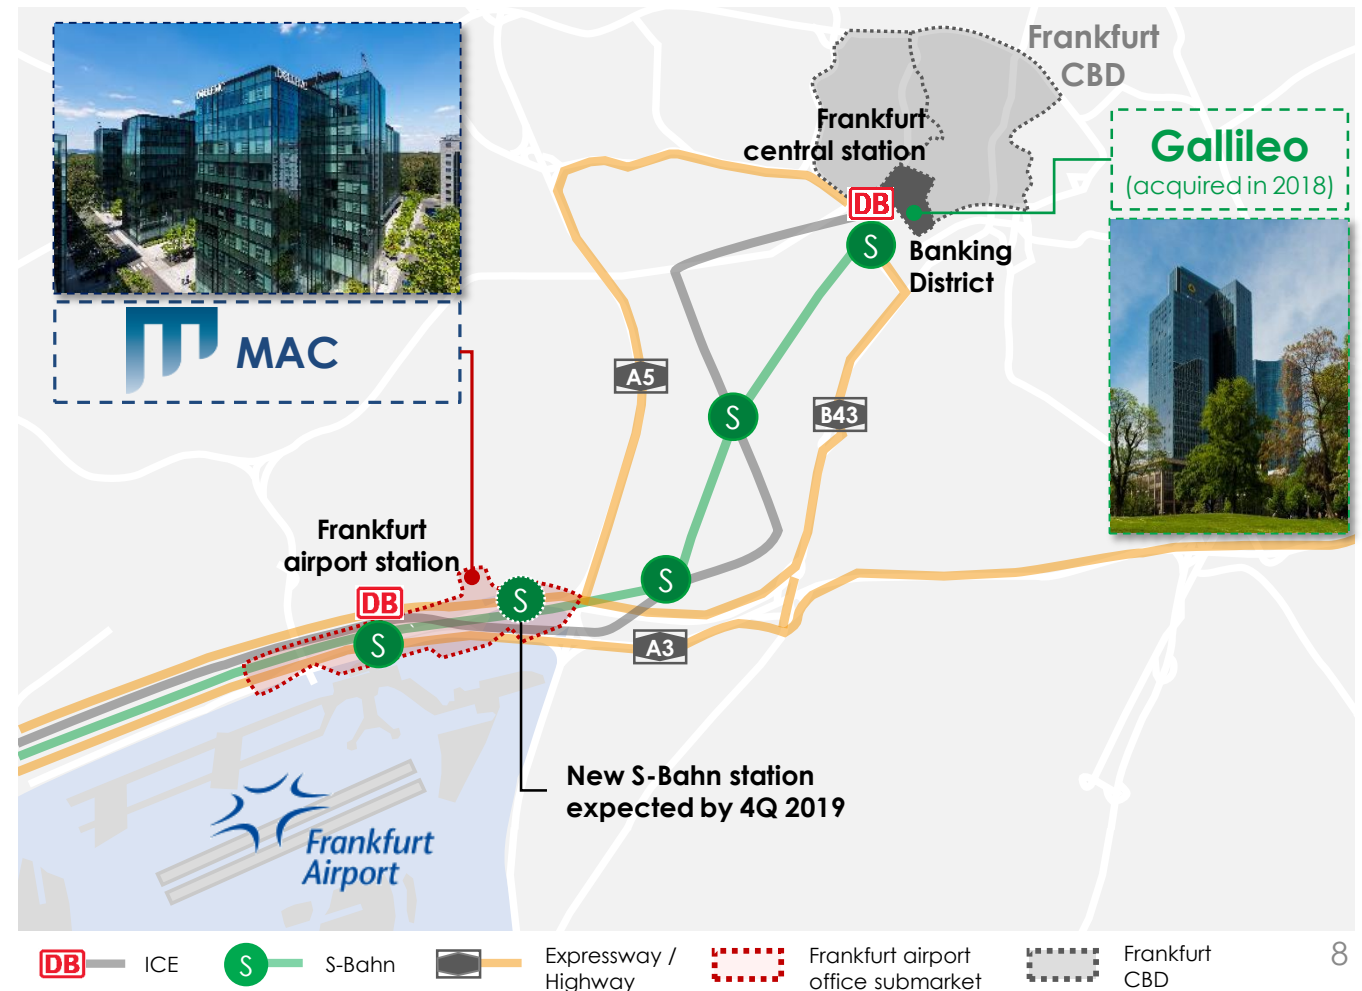 Frankfurt
CBD
Frankfurt
central station
Gallileo
(acquired in 2018)
DB
S
Banking
District
MAC
A5
S
B43
Frankfurt
airport station
S
DB
S
S
A3
New S-Bahn station
expected by 4Q 2019
Frankfurt
Airport
DB
ICE
S
S-Bahn
Expressway /
Highway
Frankfurt airport
office submarket
Frankfurt
CBD
8